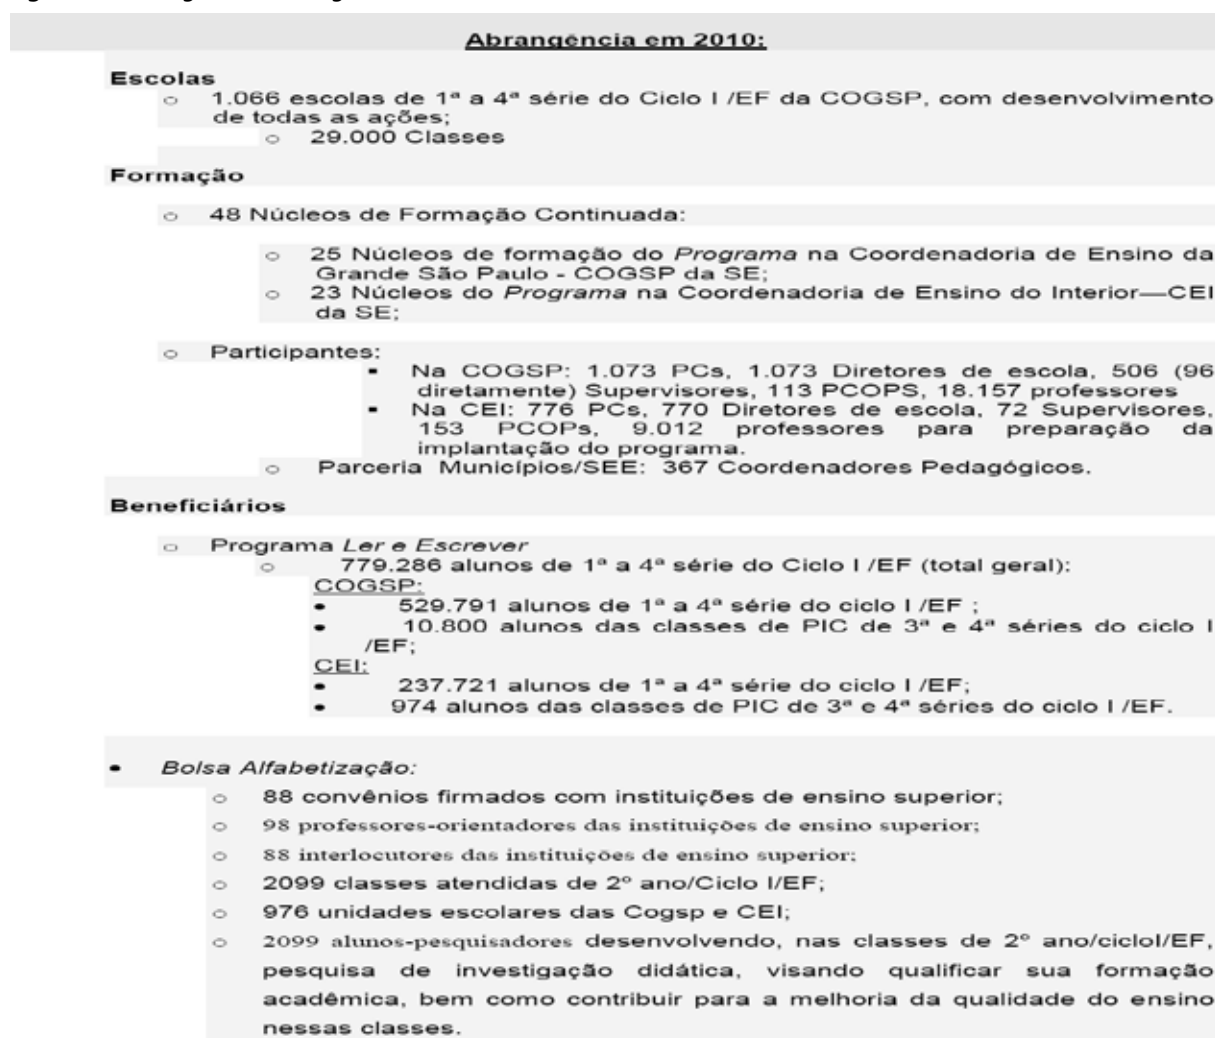 Abrangência em 2010:
Escolas
o 1.066 escolas de 1ª a 4ª série do Ciclo I /EF da COGSP, com desenvolvimento
de todas as ações;
o 29.000 Classes
Formação
o 48 Núcleos de Formação Continuada:
o 25 Núcleos de formação do Programa na Coordenadoria de Ensino da
Grande São Paulo - COGSP da SE;
o 23 Núcleos do Programa na Coordenadoria de Ensino do Interior—CEI
da SE;
o Participantes:
▪ Na COGSP: 1.073 PCs, 1.073 Diretores de escola, 506 (96
diretamente) Supervisores, 113 PCOPS, 18.157 professores
▪ Na CEI: 776 PCs, 770 Diretores de escola, 72 Supervisores,
153 PCOPs, 9.012 professores para preparação da
implantação do programa.
o Parceria Municípios/SEE: 367 Coordenadores Pedagógicos.
Beneficiários
o Programa Ler e Escrever
o 779.286 alunos de 1ª a 4ª série do Ciclo I /EF (total geral):
COGSP:
• 529.791 alunos de 1ª a 4ª série do ciclo I /EF ;
• 10.800 alunos das classes de PIC de 3ª e 4ª séries do ciclo I
/EF;
CEI:
• 237.721 alunos de 1ª a 4ª série do ciclo I /EF;
• 974 alunos das classes de PIC de 3ª e 4ª séries do ciclo I /EF.
• Bolsa Alfabetização:
o 88 convênios firmados com instituições de ensino superior;
o 98 professores-orientadores das instituições de ensino superior;
o 88 interlocutores das instituições de ensino superior;
o 2099 classes atendidas de 2º ano/Ciclo I/EF;
o 976 unidades escolares das Cogsp e CEI;
o 2099 alunos-pesquisadores desenvolvendo, nas classes de 2º ano/cicloI/EF,
pesquisa de investigação didática, visando qualificar sua formação
acadêmica, bem como contribuir para a melhoria da qualidade do ensino
nessas classes.